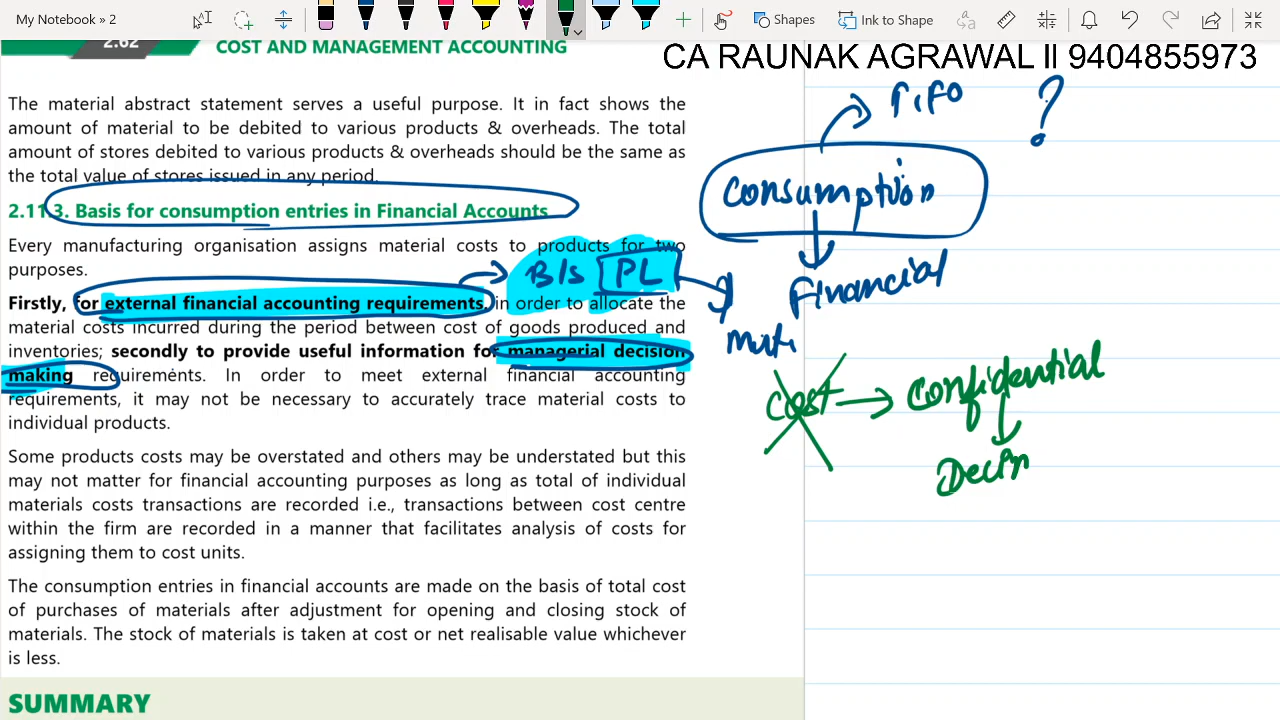 My Notebook » 2
Shapes
Ink to Shape
2.62
COST AND MANAGEMENT ACCOUNTING
CA RAUNAK AGRAWAL II 9404855973
The material abstract statement serves a useful purpose. It in fact shows the
amount of material to be debited to various products & overheads. The total
amount of stores debited to various products & overheads should be the same as
the total value of stores issued in any period.
2.11.3. Basis for consumption entries in Financial Accounts
Every manufacturing organisation assigns material costs to products for two
purposes.
Firstly, for external financial accounting requirements, in order to allocate the
material costs incurred during the period between cost of goods produced and
inventories; secondly to provide useful information for managerial decision
making requirements. In order to meet external financial accounting
requirements, it may not be necessary to accurately trace material costs to
individual products.
Some products costs may be overstated and others may be understated but this
may not matter for financial accounting purposes as long as total of individual
materials costs transactions are recorded i.e., transactions between cost centre
within the firm are recorded in a manner that facilitates analysis of costs for
assigning them to cost units.
The consumption entries in financial accounts are made on the basis of total cost
of purchases of materials after adjustment for opening and closing stock of
materials. The stock of materials is taken at cost or net realisable value whichever
is less.
SUMMARY
B/s PL
FIFO
?
Consumption
Financial
Mate
cost
Confidential